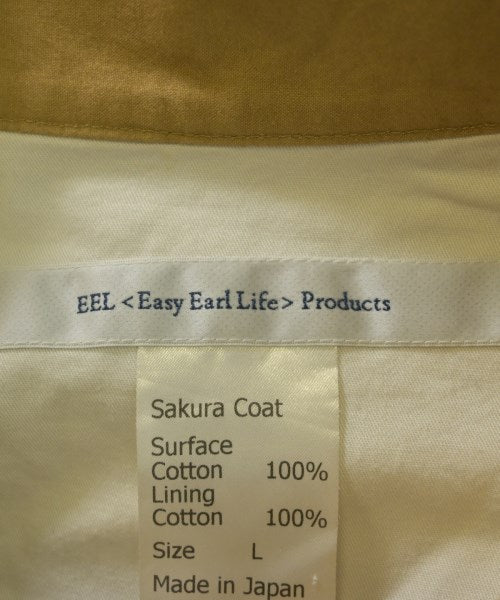 EEL <Easy Earl Life> Products
Sakura Coat
Surface
Cotton 100%
Lining
Cotton 100%
Size L
Made in Japan